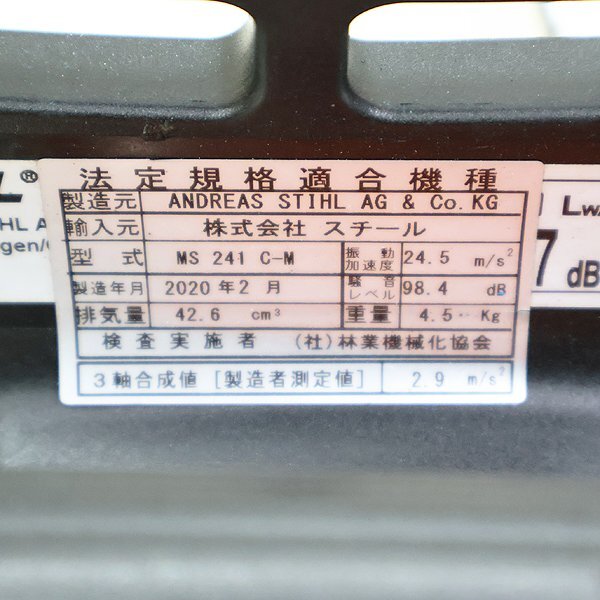 法定規格適合機種
製造元 ANDREAS STIHL AG & Co. KG
輸入元 株式会社 スチール
型式 MS 241 C-M 振動加速度 24.5 m/s²
製造年月 2020年2月 騒音レベル 98.4 dB
排気量 42.6 cm³ 重量 4.5 Kg
検査実施者 (社)林業機械化協会
3軸合成値 [製造者測定値] 2.9 m/s²
L®
HL A
gen/
Lw
7 dB